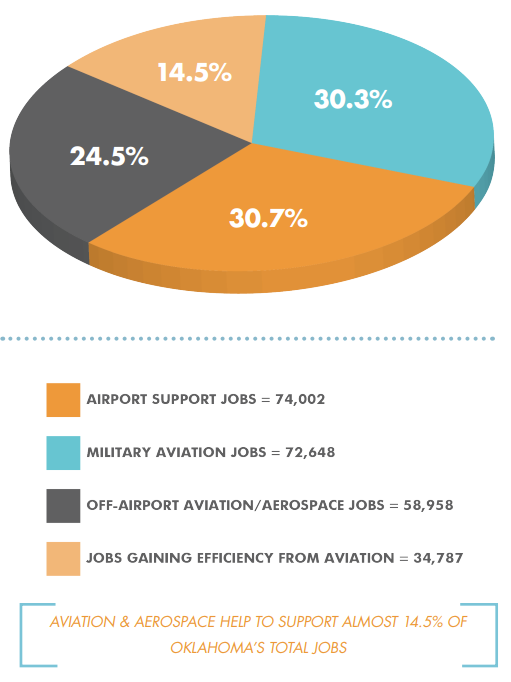 14.5%
30.3%
24.5%
30.7%
AIRPORT SUPPORT JOBS = 74,002
MILITARY AVIATION JOBS = 72,648
OFF-AIRPORT AVIATION/AEROSPACE JOBS = 58,958
JOBS GAINING EFFICIENCY FROM AVIATION = 34,787
AVIATION & AEROSPACE HELP TO SUPPORT ALMOST 14.5% OF
OKLAHOMA'S TOTAL JOBS